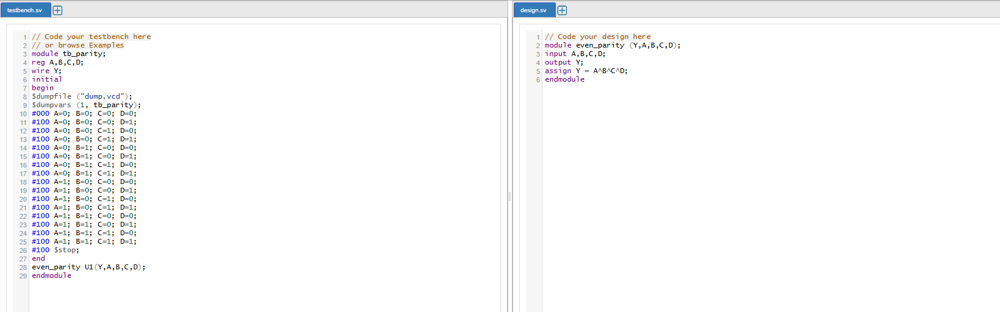 testbench.sv
1 // Code your testbench here
2 // or browse Examples
3 module tb_parity;
4 reg A,B,C,D;
5 wire Y;
6 initial
7 begin
8 $dumpfile ("dump.vcd");
9 $dumpvars (1, tb_parity);
10 #000 A=0; B=0; C=0; D=0;
11 #100 A=0; B=0; C=0; D=1;
12 #100 A=0; B=0; C=1; D=0;
13 #100 A=0; B=0; C=1; D=1;
14 #100 A=0; B=1; C=0; D=0;
15 #100 A=0; B=1; C=0; D=1;
16 #100 A=0; B=1; C=1; D=0;
17 #100 A=0; B=1; C=1; D=1;
18 #100 A=1; B=0; C=0; D=0;
19 #100 A=1; B=0; C=0; D=1;
20 #100 A=1; B=0; C=1; D=0;
21 #100 A=1; B=0; C=1; D=1;
22 #100 A=1; B=1; C=0; D=0;
23 #100 A=1; B=1; C=0; D=1;
24 #100 A=1; B=1; C=1; D=0;
25 #100 A=1; B=1; C=1; D=1;
26 #100 $stop;
27 end
28 even_parity U1(Y,A,B,C,D);
29 endmodule
design.sv
1 // Code your design here
2 module even_parity (Y,A,B,C,D);
3 input A,B,C,D;
4 output Y;
5 assign Y = A^B^C^D;
6 endmodule